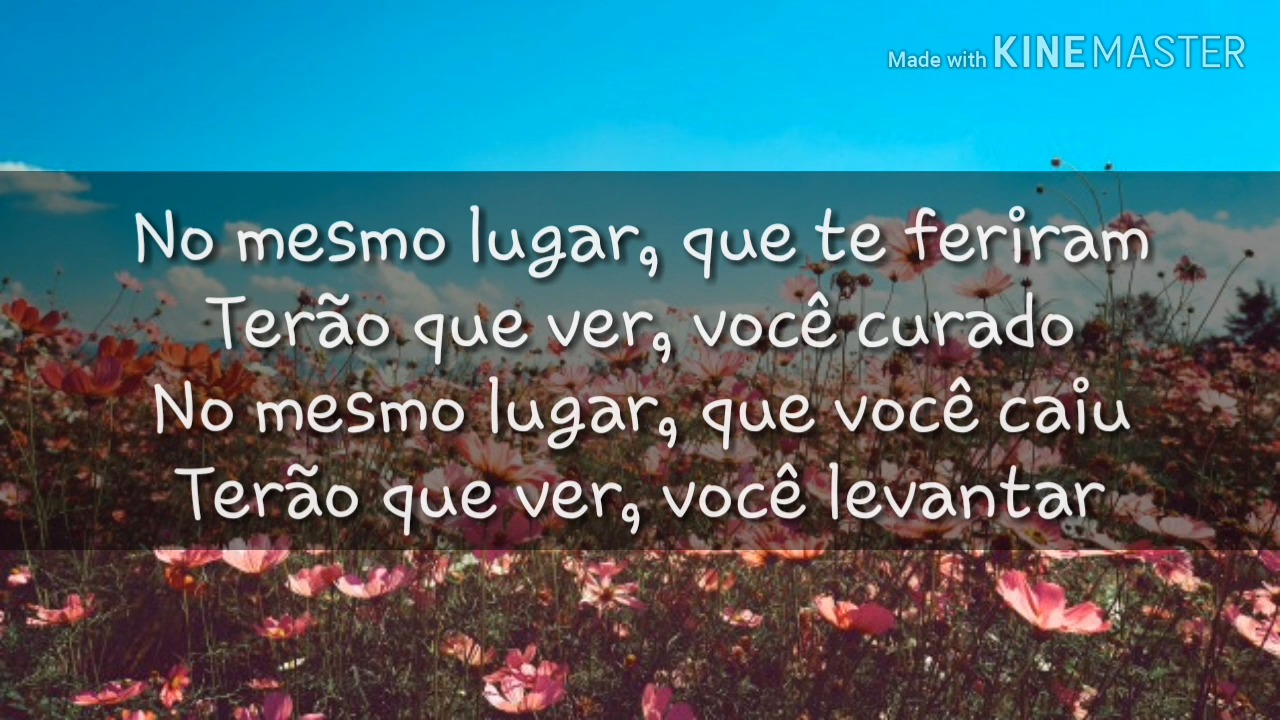 Made with KINEMASTER
No mesmo lugar, que te feriram
Terão que ver, você curado
No mesmo lugar, que você caiu
Terão que ver, você levantar